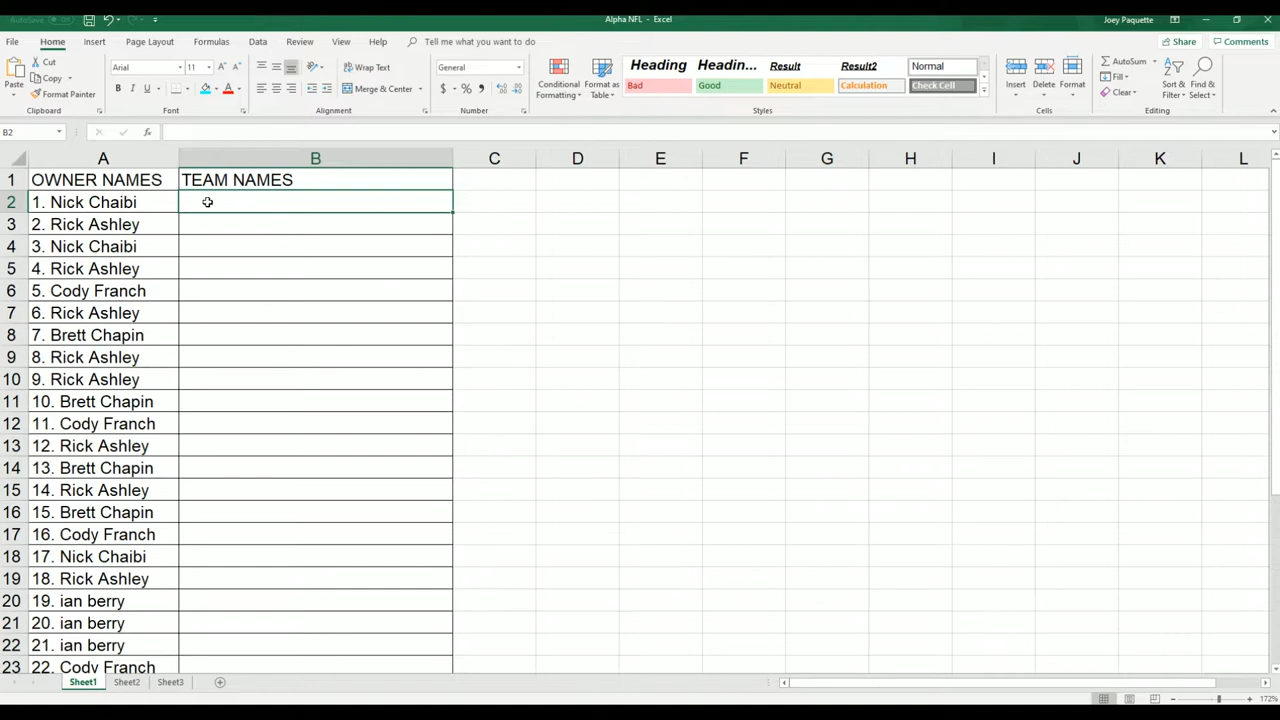 AutoSave Off
Alpha NFL - Excel
Joey Paquette
File Home Insert Page Layout Formulas Data Review View Help Tell me what you want to do
Share Comments
Paste
Cut
Copy
Format Painter
Clipboard
Arial 11
B I U
Font
Wrap Text
Merge & Center
Alignment
General
$ % ,
Number
Conditional Formatting
Format as Table
Heading Headin... Result Result2 Normal
Bad Good Neutral Calculation Check Cell
Styles
Insert Delete Format
Cells
AutoSum
Fill
Clear
Sort & Filter
Find & Select
Editing
B2
fx
A B C D E F G H I J K L
1 OWNER NAMES TEAM NAMES
2 1. Nick Chaibi
3 2. Rick Ashley
4 3. Nick Chaibi
5 4. Rick Ashley
6 5. Cody Franch
7 6. Rick Ashley
8 7. Brett Chapin
9 8. Rick Ashley
10 9. Rick Ashley
11 10. Brett Chapin
12 11. Cody Franch
13 12. Rick Ashley
14 13. Brett Chapin
15 14. Rick Ashley
16 15. Brett Chapin
17 16. Cody Franch
18 17. Nick Chaibi
19 18. Rick Ashley
20 19. ian berry
21 20. ian berry
22 21. ian berry
23 22. Cody Franch
Sheet1 Sheet2 Sheet3
172%